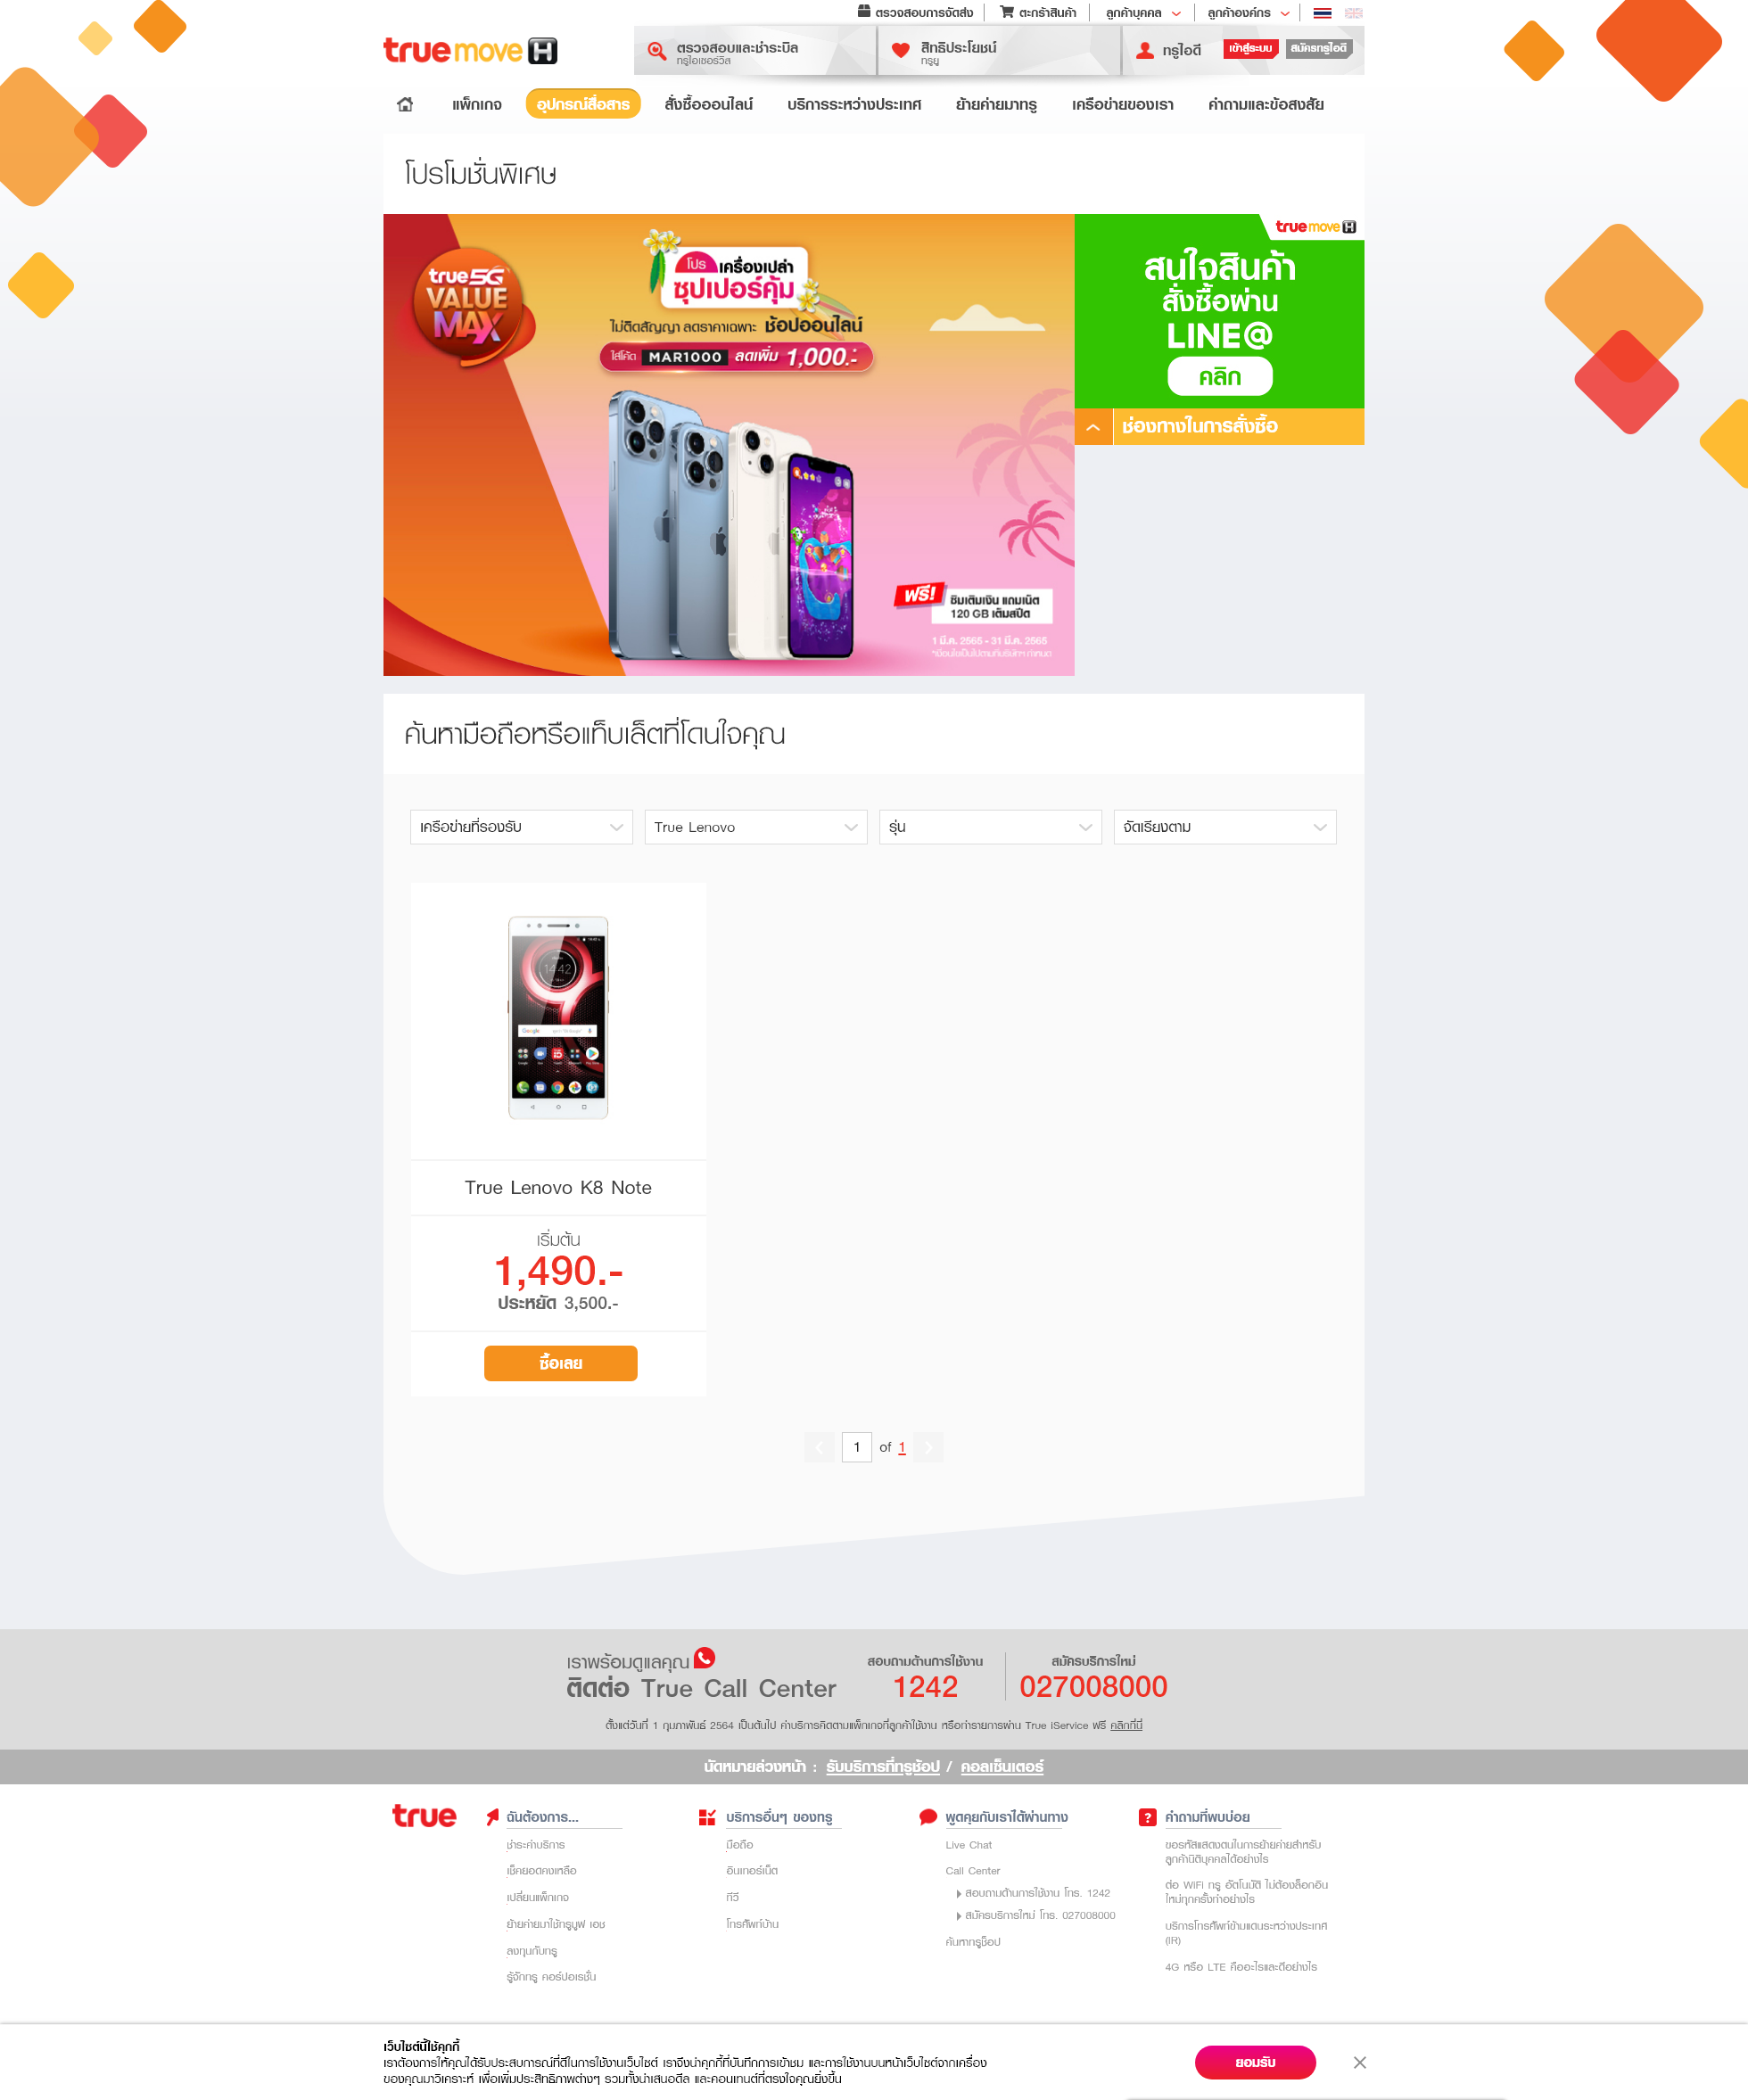 ตรวจสอบการจัดส่ง
ตะกร้าสินค้า
ลูกค้าบุคคล
ลูกค้าองค์กร
true move H
ตรวจสอบและชำระบิล
ทรูไอเซอร์วิส
สิทธิประโยชน์
ทรูยู
ทรูไอดี
เข้าสู่ระบบ
สมัครทรูไอดี
แพ็กเกจ
อุปกรณ์สื่อสาร
สั่งซื้อออนไลน์
บริการระหว่างประเทศ
ย้ายค่ายมาทรู
เครือข่ายของเรา
คำถามและข้อสงสัย
โปรโมชั่นพิเศษ
true 5G
VALUE
MAX
โปร เครื่องเปล่า
ซุปเปอร์คุ้ม
ไม่ติดสัญญา ลดราคาเฉพาะ ช้อปออนไลน์
ใส่โค้ด MAR1000 ลดเพิ่ม 1,000.-
ฟรี! ซิมเติมเงิน แถมเน็ต
120 GB เต็มสปีด
1 มี.ค. 2565 - 31 มี.ค. 2565
*เงื่อนไขเป็นไปตามที่บริษัทฯ กำหนด
true move H
สนใจสินค้า
สั่งซื้อผ่าน
LINE@
คลิก
ช่องทางในการสั่งซื้อ
ค้นหามือถือหรือแท็บเล็ตที่โดนใจคุณ
เครือข่ายที่รองรับ
True Lenovo
รุ่น
จัดเรียงตาม
14:42
Google
True Lenovo K8 Note
เริ่มต้น
1,490.-
ประหยัด 3,500.-
ซื้อเลย
1 of 1
เราพร้อมดูแลคุณ
ติดต่อ True Call Center
สอบถามด้านการใช้งาน
1242
สมัครบริการใหม่
027008000
ตั้งแต่วันที่ 1 กุมภาพันธ์ 2564 เป็นต้นไป ค่าบริการคิดตามแพ็กเกจที่ลูกค้าใช้งาน หรือทำรายการผ่าน True iService ฟรี คลิกที่นี่
นัดหมายล่วงหน้า : รับบริการที่ทรูช้อป / คอลเซ็นเตอร์
true
ฉันต้องการ...
ชำระค่าบริการ
เช็คยอดคงเหลือ
เปลี่ยนแพ็กเกจ
ย้ายค่ายมาใช้ทรูมูฟ เอช
ลงทุนกับทรู
รู้จักทรู คอร์ปอเรชั่น
บริการอื่นๆ ของทรู
มือถือ
อินเทอร์เน็ต
ทีวี
โทรศัพท์บ้าน
พูดคุยกับเราได้ผ่านทาง
Live Chat
Call Center
สอบถามด้านการใช้งาน โทร. 1242
สมัครบริการใหม่ โทร. 027008000
ค้นหาทรูช็อป
คำถามที่พบบ่อย
ขอรหัสแสดงตนในการย้ายค่ายสำหรับ
ลูกค้านิติบุคคลได้อย่างไร
ต่อ WiFi ทรู อัตโนมัติ ไม่ต้องล็อกอิน
ใหม่ทุกครั้งทำอย่างไร
บริการโทรศัพท์ข้ามแดนระหว่างประเทศ
(IR)
4G หรือ LTE คืออะไรและดีอย่างไร
เว็บไซต์นี้ใช้คุกกี้
เราต้องการให้คุณได้รับประสบการณ์ที่ดีในการใช้งานเว็บไซต์ เราจึงนำคุกกี้ที่บันทึกการเข้าชม และการใช้งานบนหน้าเว็บไซต์จากเครื่อง
ของคุณมาวิเคราะห์ เพื่อเพิ่มประสิทธิภาพต่างๆ รวมทั้งนำเสนอดีล และคอนเทนต์ที่ตรงใจคุณยิ่งขึ้น
ยอมรับ